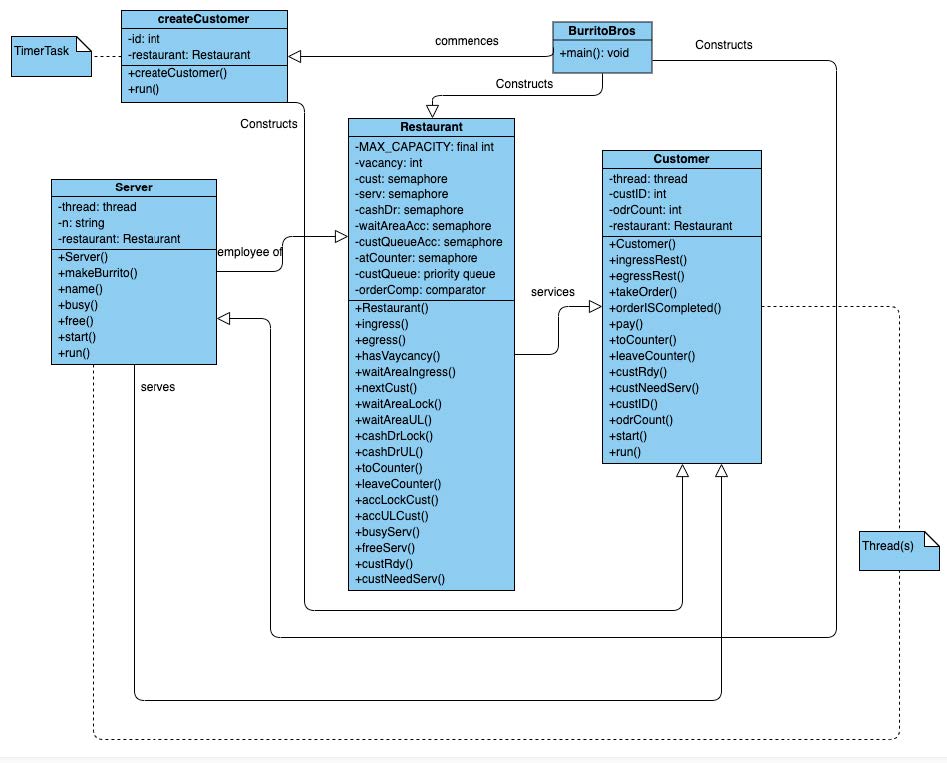 createCustomer
-id: int
-restaurant: Restaurant
+createCustomer()
+run()
TimerTask
commences
BurritoBros
+main(): void
Constructs
Constructs
Constructs
Restaurant
-MAX_CAPACITY: final int
-vacancy: int
-cust: semaphore
-serv: semaphore
-cashDr: semaphore
-waitAreaAcc: semaphore
-custQueueAcc: semaphore
-atCounter: semaphore
-custQueue: priority queue
-orderComp: comparator
+Restaurant()
+ingress()
+egress()
+hasVaycancy()
+waitAreaIngress()
+nextCust()
+waitAreaLock()
+waitAreaUL()
+cashDrLock()
+cashDrUL()
+toCounter()
+leaveCounter()
+accLockCust()
+accULCust()
+busyServ()
+freeServ()
+custRdy()
+custNeedServ()
Customer
-thread: thread
-custID: int
-odrCount: int
-restaurant: Restaurant
+Customer()
+ingressRest()
+egressRest()
+takeOrder()
+orderISCompleted()
+pay()
+toCounter()
+leaveCounter()
+custRdy()
+custNeedServ()
+custID()
+odrCount()
+start()
+run()
Server
-thread: thread
-n: string
-restaurant: Restaurant
+Server()
+makeBurrito()
+name()
+busy()
+free()
+start()
+run()
employee of
services
serves
Thread(s)